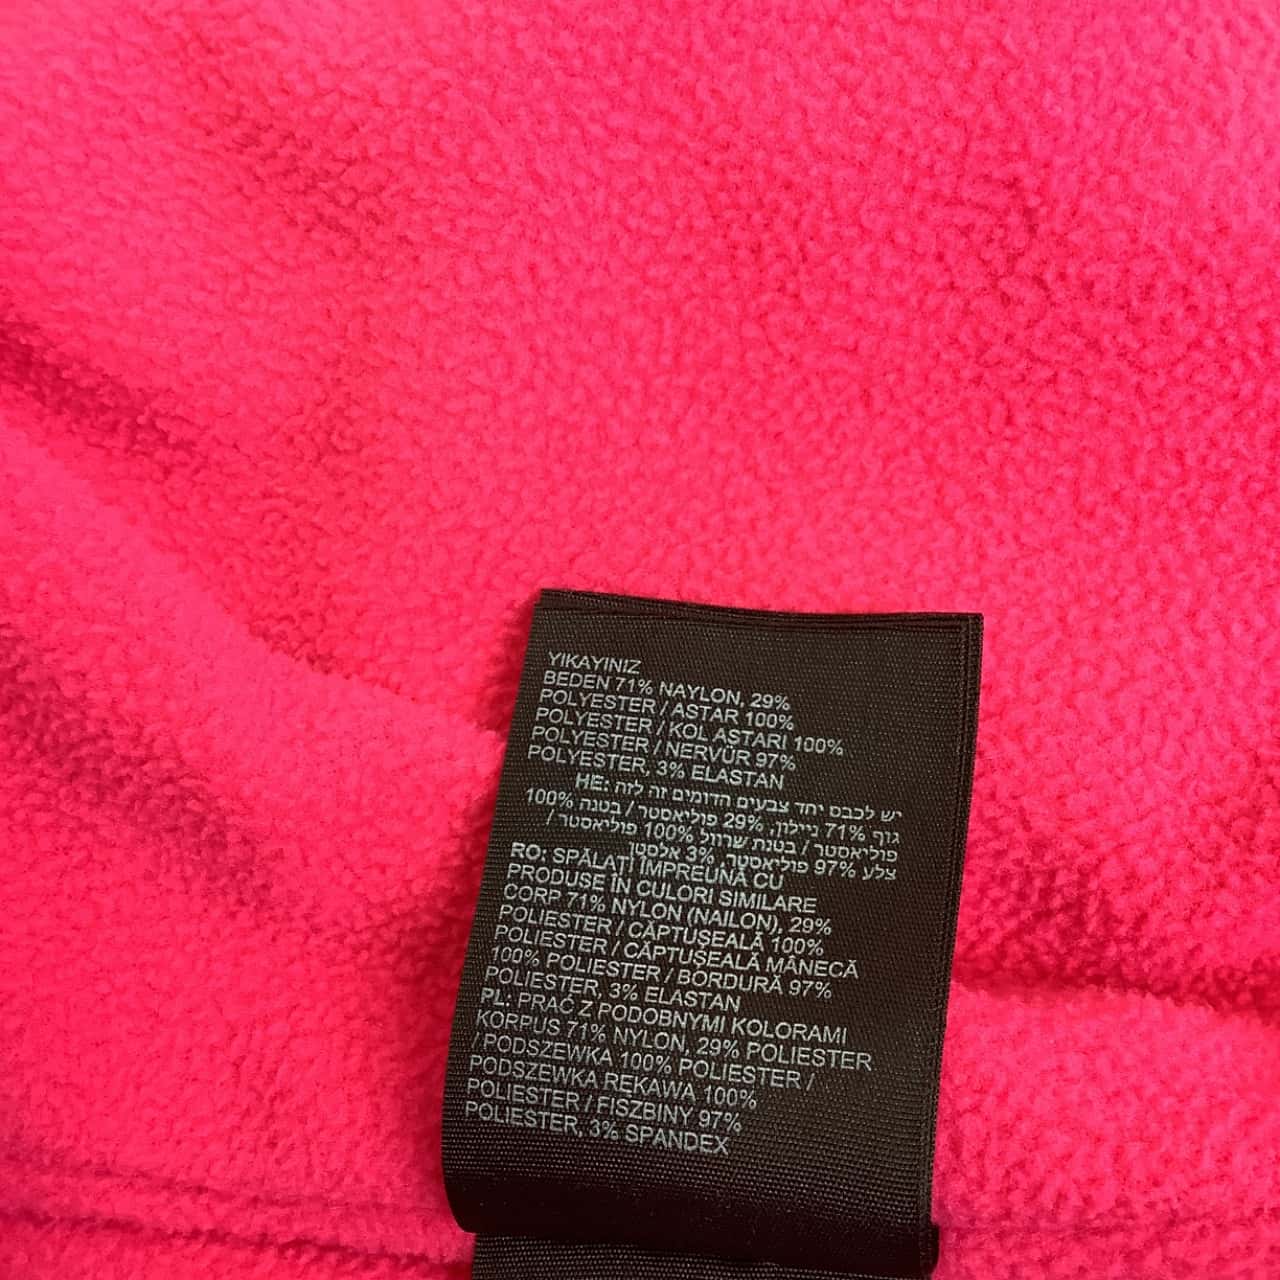 YIKAYINIZ
BEDEN 71% NAYLON, 29%
POLYESTER / ASTAR 100%
POLYESTER / KOL ASTARI 100%
POLYESTER / NERVÜR 97%
POLYESTER, 3% ELASTAN
HE: יש לכבס יחד צבעים הדומים זה לזה
גוף 71% ניילון, 29% פוליאסטר / בטנה 100%
פוליאסטר / בטנת שרוול 100% פוליאסטר /
צלע 97% פוליאסטר, 3% אלסטן
RO: SPĂLAȚI ÎMPREUNĂ CU
PRODUSE ÎN CULORI SIMILARE
CORP 71% NYLON (NAILON), 29%
POLIESTER / CĂPTUȘEALĂ 100%
POLIESTER / CĂPTUȘEALĂ MÂNECĂ
100% POLIESTER / BORDURĂ 97%
POLIESTER, 3% ELASTAN
PL: PRAĆ Z PODOBNYMI KOLORAMI
KORPUS 71% NYLON, 29% POLIESTER
/ PODSZEWKA 100% POLIESTER /
PODSZEWKA RĘKAWA 100%
POLIESTER / FISZBINY 97%
POLIESTER, 3% SPANDEX